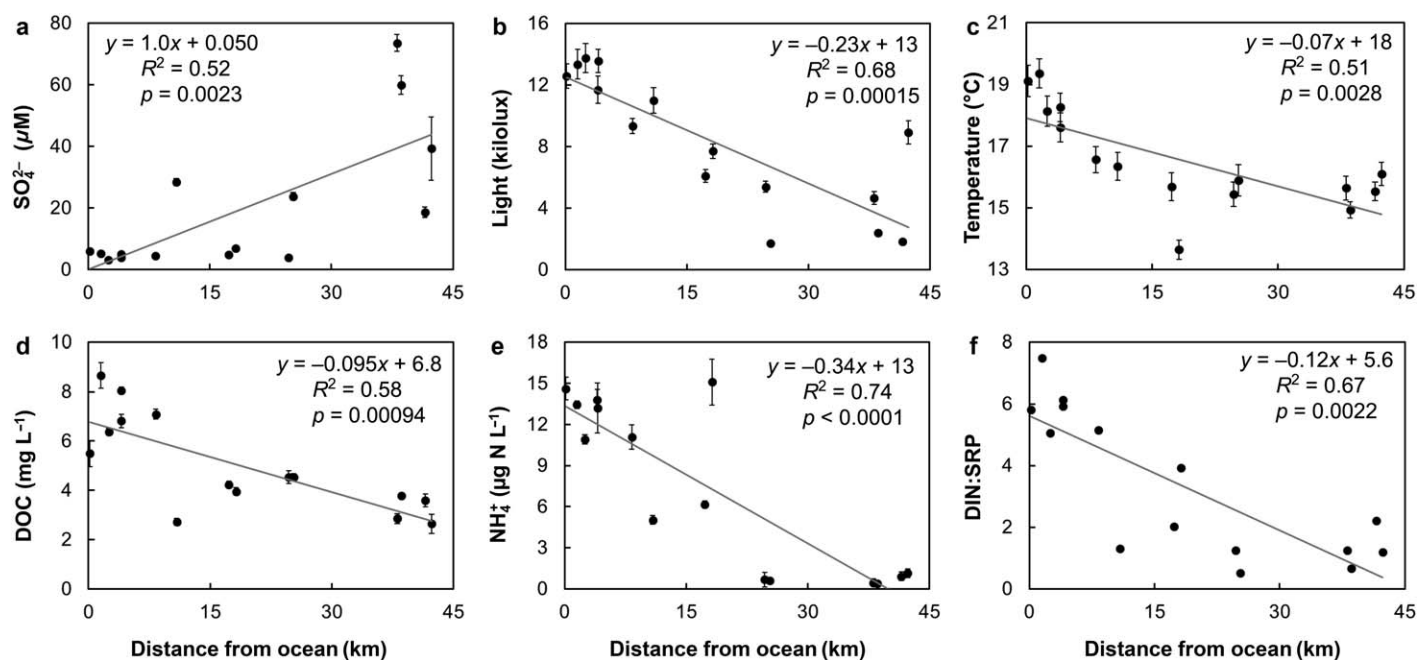 a
y = 1.0x + 0.050
R² = 0.52
p = 0.0023
SO₄²⁻ (µM)
80
60
40
20
0
0 15 30 45
b
y = –0.23x + 13
R² = 0.68
p = 0.00015
Light (kilolux)
16
12
8
4
0
0 15 30 45
c
y = –0.07x + 18
R² = 0.51
p = 0.0028
Temperature (°C)
21
19
17
15
13
0 15 30 45
d
y = –0.095x + 6.8
R² = 0.58
p = 0.00094
DOC (mg L⁻¹)
10
8
6
4
2
0
0 15 30 45
Distance from ocean (km)
e
y = –0.34x + 13
R² = 0.74
p < 0.0001
NH₄⁺ (µg N L⁻¹)
18
15
12
9
6
3
0
0 15 30 45
Distance from ocean (km)
f
y = –0.12x + 5.6
R² = 0.67
p = 0.0022
DIN:SRP
8
6
4
2
0
0 15 30 45
Distance from ocean (km)